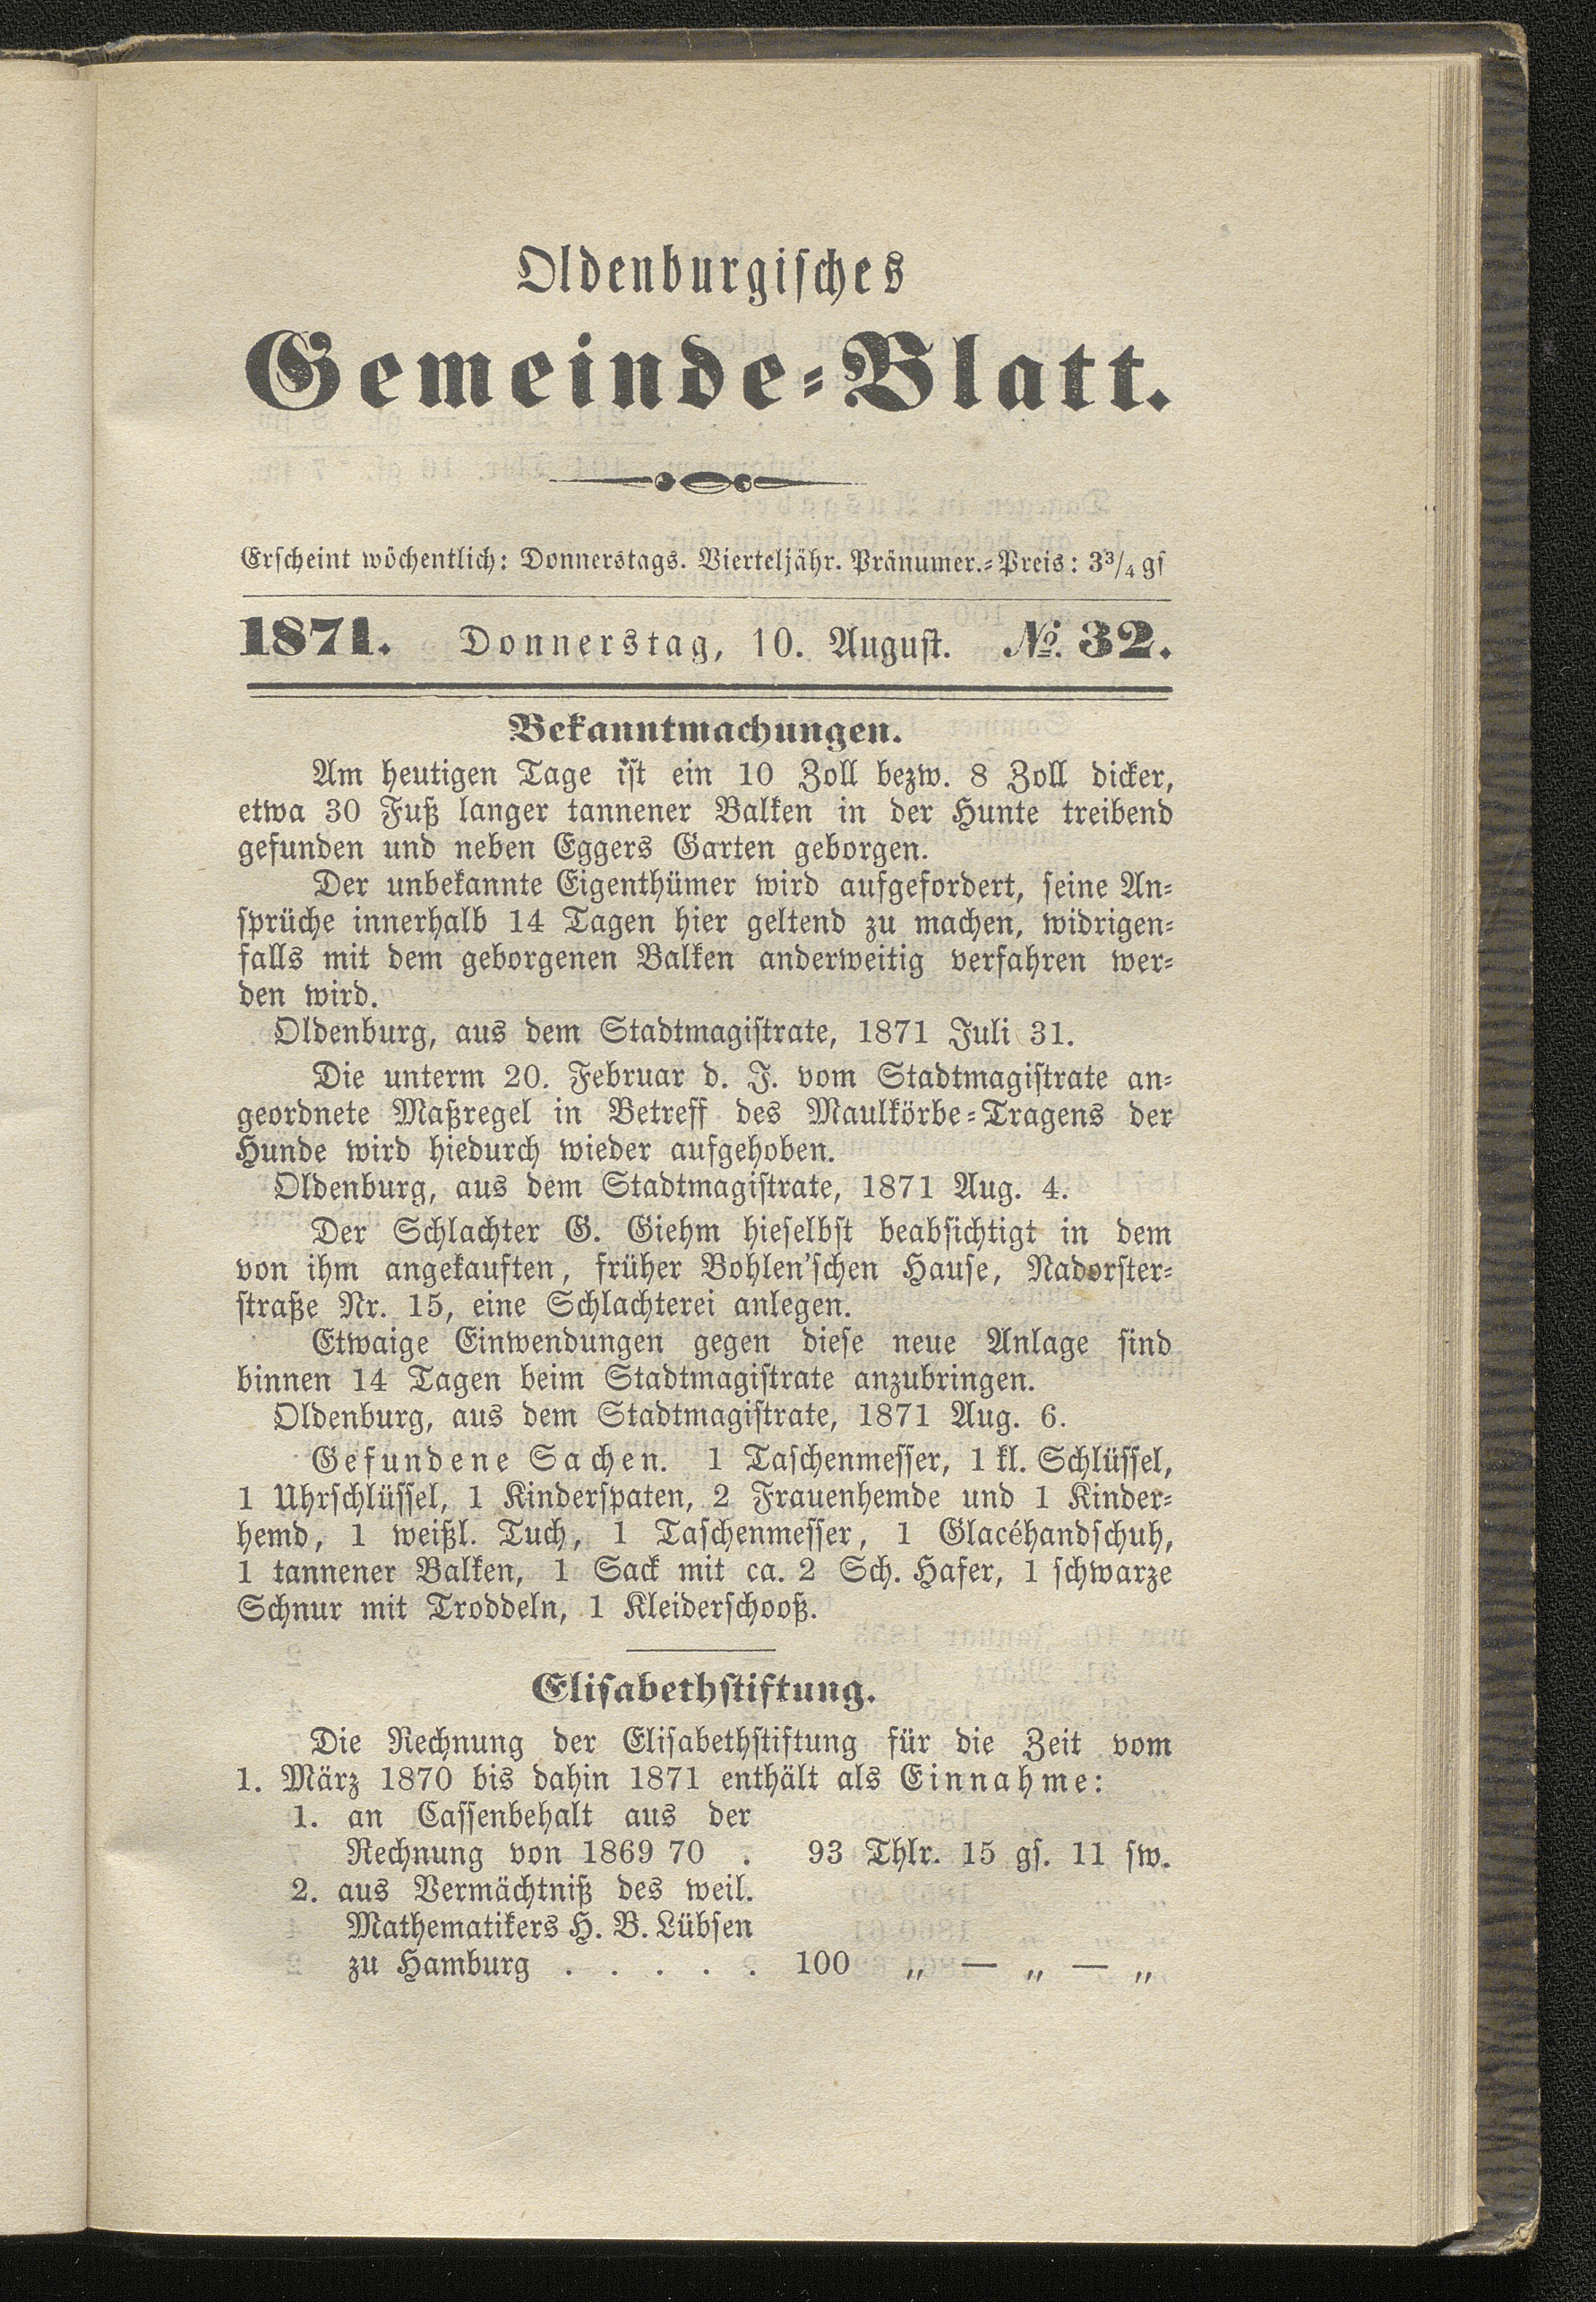 Oldenburgisches
Gemeinde-Blatt.
Erscheint wöchentlich: Donnerstags. Vierteljähr. Pränumer.-Preis: 3¾ gs
1871. Donnerstag, 10. August. No. 32.
Bekanntmachungen.
Am heutigen Tage ist ein 10 Zoll bezw. 8 Zoll dicker,
etwa 30 Fuß langer tannener Balken in der Hunte treibend
gefunden und neben Eggers Garten geborgen.
Der unbekannte Eigenthümer wird aufgefordert, seine An-
sprüche innerhalb 14 Tagen hier geltend zu machen, widrigen-
falls mit dem geborgenen Balken anderweitig verfahren wer-
den wird.
Oldenburg, aus dem Stadtmagistrate, 1871 Juli 31.
Die unterm 20. Februar d. J. vom Stadtmagistrate an-
geordnete Maßregel in Betreff des Maulkörbe-Tragens der
Hunde wird hiedurch wieder aufgehoben.
Oldenburg, aus dem Stadtmagistrate, 1871 Aug. 4.
Der Schlachter G. Giehm hieselbst beabsichtigt in dem
von ihm angekauften, früher Bohlen'schen Hause, Nadorster-
straße Nr. 15, eine Schlachterei anlegen.
Etwaige Einwendungen gegen diese neue Anlage sind
binnen 14 Tagen beim Stadtmagistrate anzubringen.
Oldenburg, aus dem Stadtmagistrate, 1871 Aug. 6.
Gefundene Sachen. 1 Taschenmesser, 1 kl. Schlüssel,
1 Uhrschlüssel, 1 Kinderspaten, 2 Frauenhemde und 1 Kinder-
hemd, 1 weißl. Tuch, 1 Taschenmesser, 1 Glacéhandschuh,
1 tannener Balken, 1 Sack mit ca. 2 Sch. Hafer, 1 schwarze
Schnur mit Troddeln, 1 Kleiderschooß.
Elisabethstiftung.
Die Rechnung der Elisabethstiftung für die Zeit vom
1. März 1870 bis dahin 1871 enthält als Einnahme:
1. an Cassenbehalt aus der
Rechnung von 1869 70 . 93 Thlr. 15 gs. 11 sw.
2. aus Vermächtniß des weil.
Mathematikers H. B. Lübsen
zu Hamburg . . . . . 100 „ — „ — „